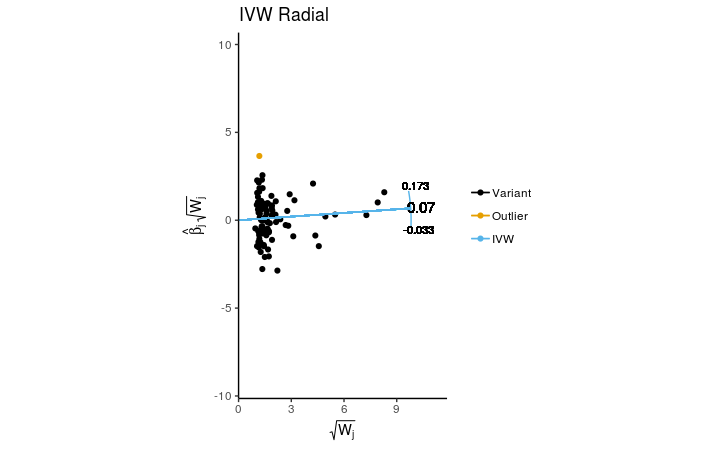 IVW Radial
10
5
0
-5
-10
0 3 6 9
β̂j√Wj
√Wj
0.173
0.07
-0.033
Variant
Outlier
IVW